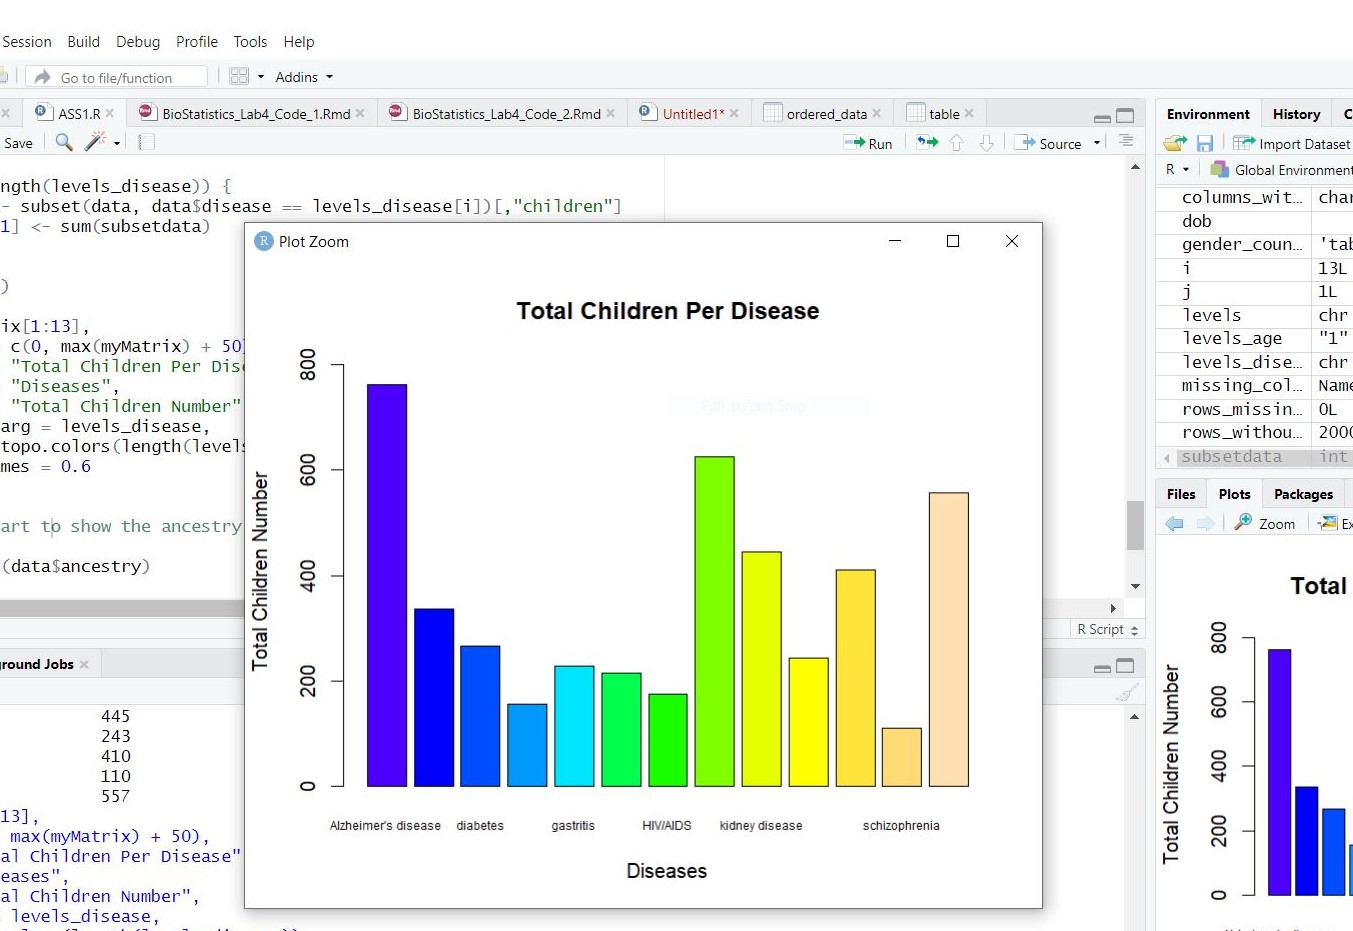 Session Build Debug Profile Tools Help
Go to file/function Addins
ASS1.R BioStatistics_Lab4_Code_1.Rmd BioStatistics_Lab4_Code_2.Rmd Untitled1* ordered_data table
Save Run Source
ngth(levels_disease)) {
- subset(data, data$disease == levels_disease[i])[,"children"]
1] <- sum(subsetdata)
)
ix[1:13],
c(0, max(myMatrix) + 50)
"Total Children Per Dise
"Diseases",
"Total Children Number"
arg = levels_disease,
topo.colors(length(levels
mes = 0.6
art to show the ancestry
(data$ancestry)
R Script
round Jobs
445
243
410
110
557
13],
max(myMatrix) + 50),
al Children Per Disease"
eases",
al Children Number",
levels_disease,
Plot Zoom
Total Children Per Disease
Total Children Number
800
600
400
200
0
Alzheimer's disease diabetes gastritis HIV/AIDS kidney disease schizophrenia
Diseases
Environment History C
Import Dataset
R Global Environment
columns_wit… char
dob
gender_coun… 'tab
i 13L
j 1L
levels chr
levels_age "1"
levels_dise… chr
missing_col… Name
rows_missin… 0L
rows_withou… 2000
subsetdata int
Files Plots Packages
Zoom Ex
Total
Total Children Number
800
600
400
200
0